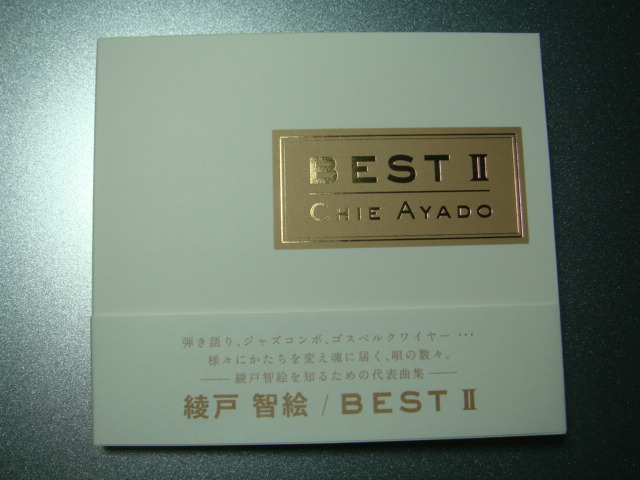 BEST II
CHIE AYADO
弾き語り、ジャズコンボ、ゴスペルクワイヤー…
様々にかたちを変え魂に届く、唄の数々。
── 綾戸智絵を知るための代表曲集 ──
綾戸 智絵 / BEST II